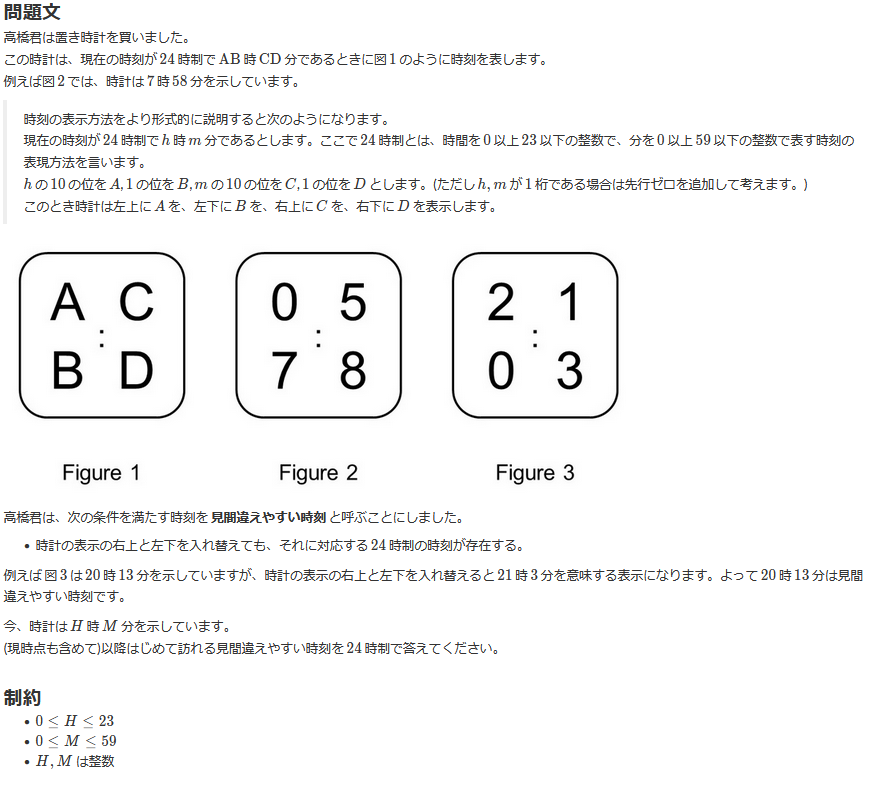 問題文
高橋君は置き時計を買いました。
この時計は、現在の時刻が 24 時制で AB 時 CD 分であるときに図 1 のように時刻を表します。
例えば図 2 では、時計は 7 時 58 分を示しています。
時刻の表示方法をより形式的に説明すると次のようになります。
現在の時刻が 24 時制で h 時 m 分であるとします。ここで 24 時制とは、時間を 0 以上 23 以下の整数で、分を 0 以上 59 以下の整数で表す時刻の
表現方法を言います。
h の 10 の位を A, 1 の位を B, m の 10 の位を C, 1 の位を D とします。(ただし h, m が 1 桁である場合は先行ゼロを追加して考えます。)
このとき時計は左上に A を、左下に B を、右上に C を、右下に D を表示します。
A C
:
B D
0 5
:
7 8
2 1
:
0 3
Figure 1
Figure 2
Figure 3
高橋君は、次の条件を満たす時刻を 見間違えやすい時刻 と呼ぶことにしました。
• 時計の表示の右上と左下を入れ替えても、それに対応する 24 時制の時刻が存在する。
例えば 図 3 は 20 時 13 分を示していますが、時計の表示の右上と左下を入れ替えると 21 時 3 分を意味する表示になります。よって 20 時 13 分は見間
違えやすい時刻です。
今、時計は H 時 M 分を示しています。
(現時点も含めて)以降はじめて訪れる見間違えやすい時刻を 24 時制で答えてください。
制約
• 0 ≤ H ≤ 23
• 0 ≤ M ≤ 59
• H, M は整数